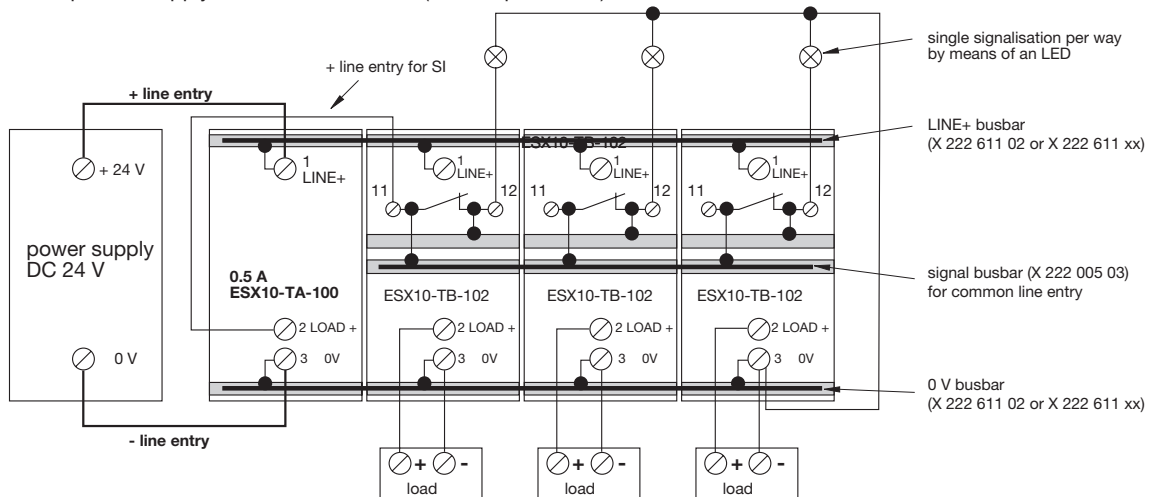 single signalisation per way
by means of an LED
+ line entry for SI
+ line entry
LINE+ busbar
(X 222 611 02 or X 222 611 xx)
ESX10-TB-102
+ 24 V
1
LINE+
1
LINE+
1
LINE+
1
LINE+
11
12
11
12
11
12
power supply
DC 24 V
0.5 A
ESX10-TA-100
signal busbar (X 222 005 03)
for common line entry
ESX10-TB-102
ESX10-TB-102
ESX10-TB-102
2 LOAD +
2 LOAD +
2 LOAD +
2 LOAD +
0 V
3 0V
3 0V
3 0V
3 0V
0 V busbar
(X 222 611 02 or X 222 611 xx)
- line entry
+ -
+ -
+ -
load
load
load